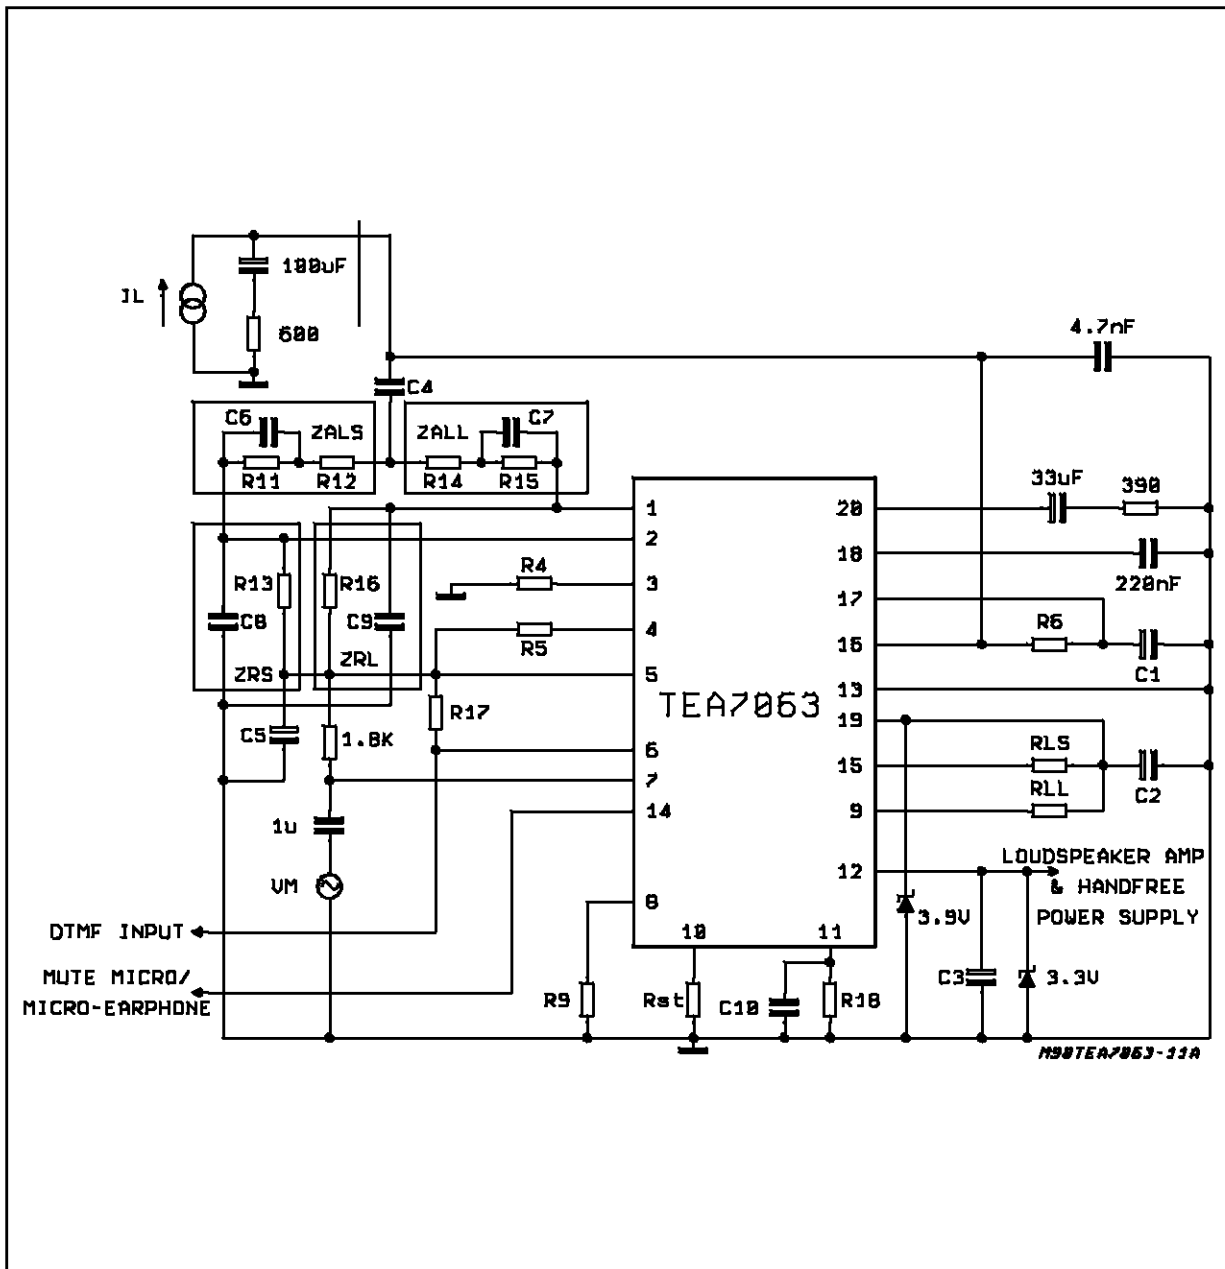 IL
100uF
600
4.7nF
C4
C6
ZALS
ZALL
C7
R11
R12
R14
R15
33uF
390
1
20
2
18
R13
R16
R4
3
220nF
17
C8
C9
4
R6
R5
16
C1
ZRS
ZRL
5
13
TEA7063
R17
19
C5
1.8K
6
RLS
15
7
RLL
C2
1u
14
9
LOUDSPEAKER AMP
& HANDFREE
POWER SUPPLY
12
VM
8
3.9V
DTMF INPUT
10
11
MUTE MICRO/
MICRO-EARPHONE
C3
3.3V
R9
Rst
C10
R18
M90TEA7063-11A